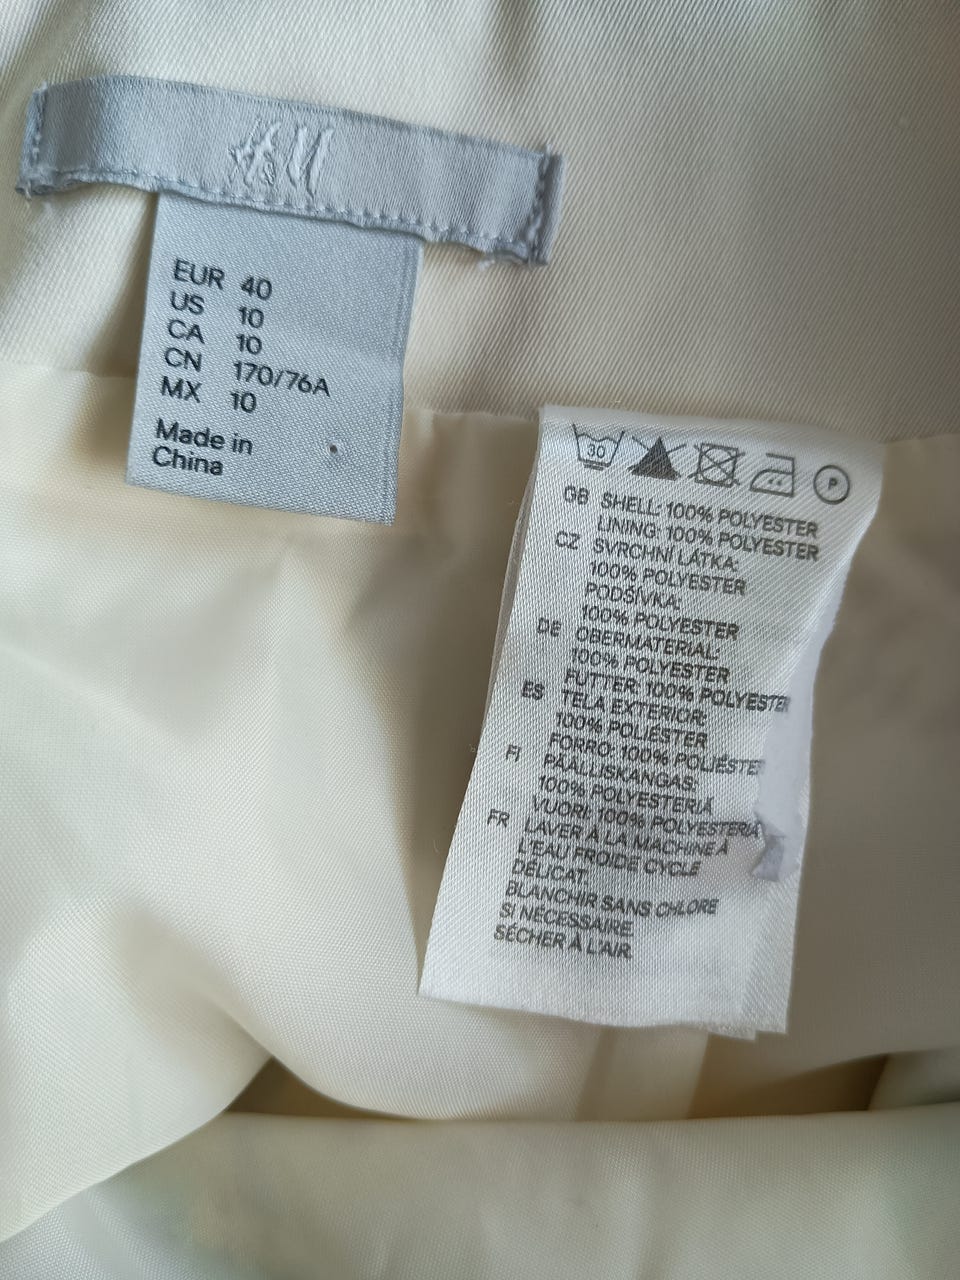 H&M
EUR 40
US 10
CA 10
CN 170/76A
MX 10
Made in
China
30
P
GB SHELL: 100% POLYESTER
LINING: 100% POLYESTER
CZ SVRCHNÍ LÁTKA:
100% POLYESTER
PODŠÍVKA:
100% POLYESTER
DE OBERMATERIAL:
100% POLYESTER
FUTTER: 100% POLYESTER
ES TELA EXTERIOR:
100% POLIÉSTER
FORRO: 100% POLIÉSTER
FI PÄÄLLISKANGAS:
100% POLYESTERIÄ
VUORI: 100% POLYESTERIÄ
FR LAVER À LA MACHINE À
L'EAU FROIDE CYCLE
DÉLICAT.
BLANCHIR SANS CHLORE
SI NÉCESSAIRE.
SÉCHER À L'AIR.